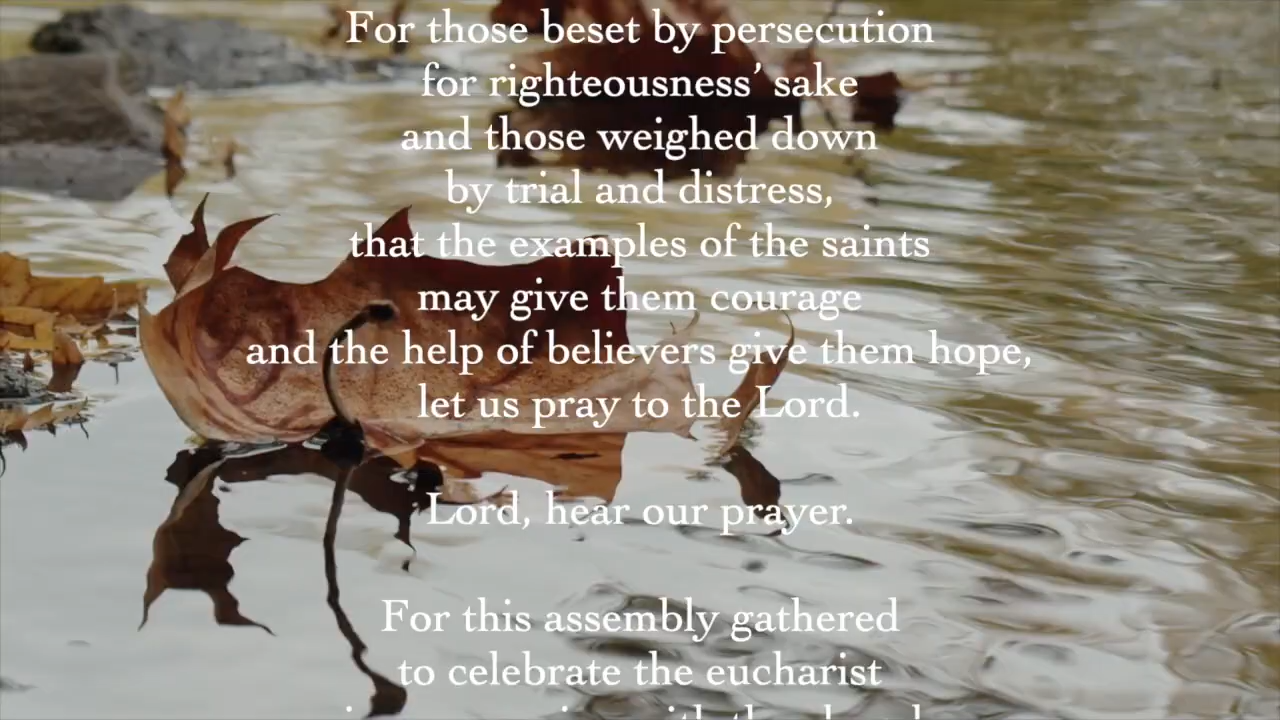 For those beset by persecution
for righteousness’ sake
and those weighed down
by trial and distress,
that the examples of the saints
may give them courage
and the help of believers give them hope,
let us pray to the Lord.
Lord, hear our prayer.
For this assembly gathered
to celebrate the eucharist